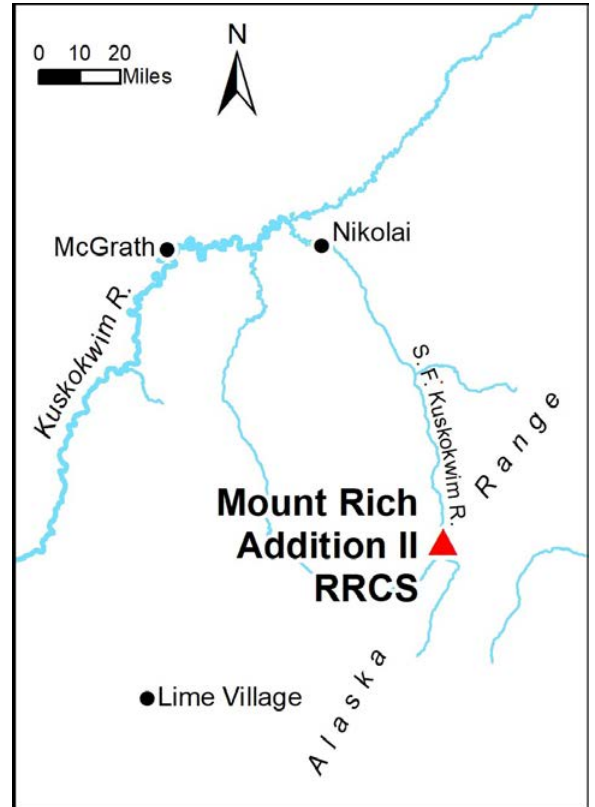 N
0 10 20
Miles
McGrath
Nikolai
Kuskokwim R.
S. F. Kuskokwim R.
Range
Mount Rich
Addition II
RRCS
Alaska
Lime Village